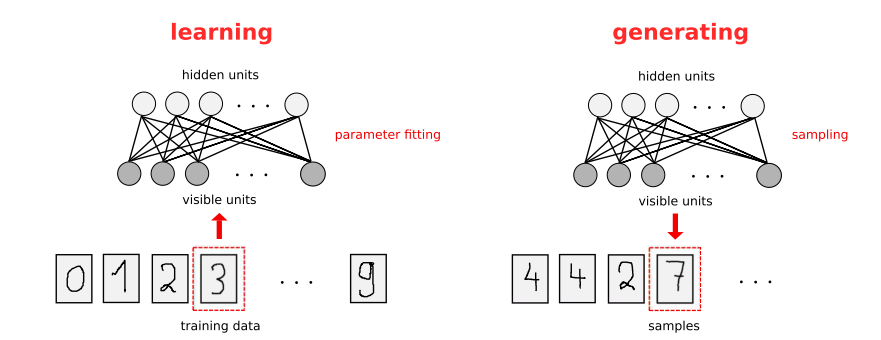 learning
hidden units
. . .
parameter fitting
. . .
visible units
0 1 2 3 . . . 9
training data
generating
hidden units
. . .
sampling
. . .
visible units
4 4 2 7 . . .
samples